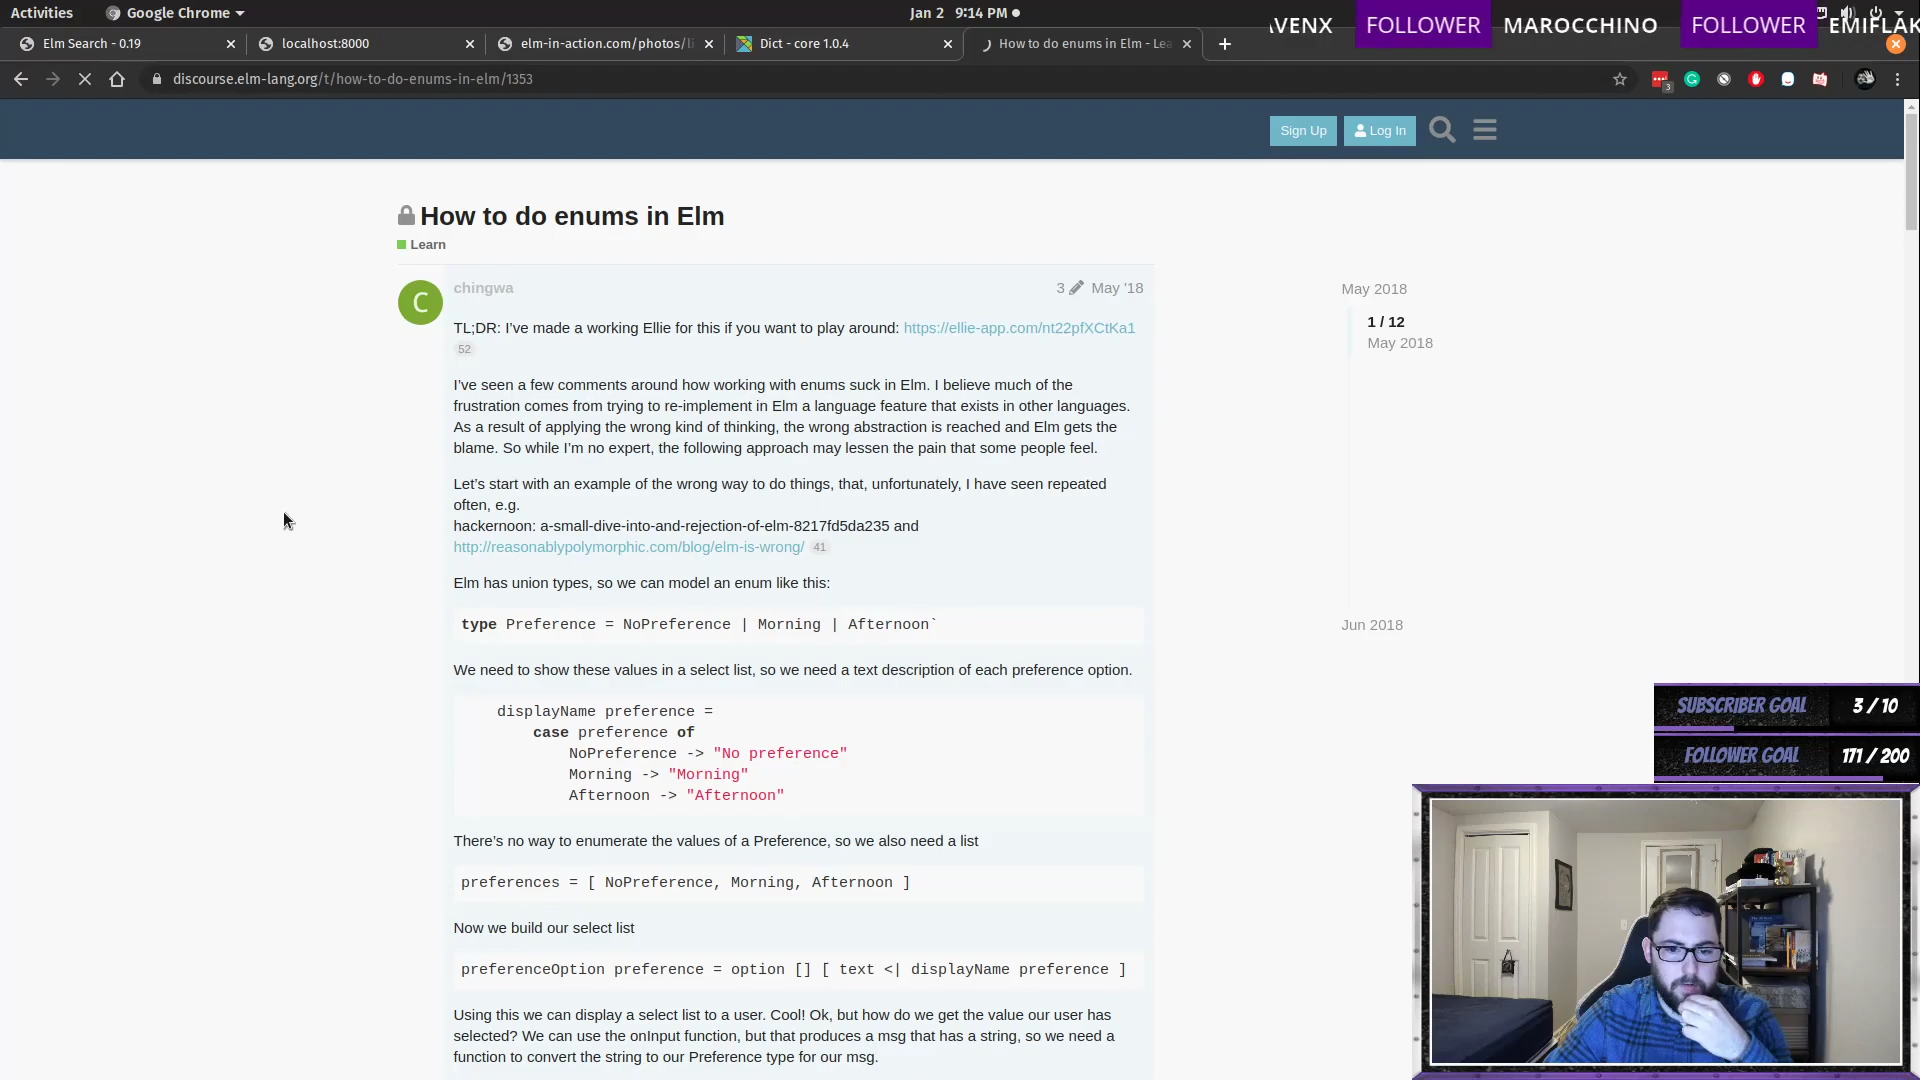 Activities
Google Chrome
Jan 2 9:14 PM
VENX
FOLLOWER
MAROCCHINO
FOLLOWER
EMIFLAK
Elm Search - 0.19
localhost:8000
elm-in-action.com/photos/li
Dict - core 1.0.4
How to do enums in Elm - Lea
discourse.elm-lang.org/t/how-to-do-enums-in-elm/1353
3
Sign Up
Log In
How to do enums in Elm
Learn
C
chingwa
3
May '18
TL;DR: I’ve made a working Ellie for this if you want to play around: https://ellie-app.com/nt22pfXCtKa1
52
I’ve seen a few comments around how working with enums suck in Elm. I believe much of the
frustration comes from trying to re-implement in Elm a language feature that exists in other languages.
As a result of applying the wrong kind of thinking, the wrong abstraction is reached and Elm gets the
blame. So while I’m no expert, the following approach may lessen the pain that some people feel.
Let’s start with an example of the wrong way to do things, that, unfortunately, I have seen repeated
often, e.g.
hackernoon: a-small-dive-into-and-rejection-of-elm-8217fd5da235 and
http://reasonablypolymorphic.com/blog/elm-is-wrong/ 41
Elm has union types, so we can model an enum like this:
type Preference = NoPreference | Morning | Afternoon`
We need to show these values in a select list, so we need a text description of each preference option.
displayName preference =
case preference of
NoPreference -> "No preference"
Morning -> "Morning"
Afternoon -> "Afternoon"
There’s no way to enumerate the values of a Preference, so we also need a list
preferences = [ NoPreference, Morning, Afternoon ]
Now we build our select list
preferenceOption preference = option [] [ text <| displayName preference ]
Using this we can display a select list to a user. Cool! Ok, but how do we get the value our user has
selected? We can use the onInput function, but that produces a msg that has a string, so we need a
function to convert the string to our Preference type for our msg.
May 2018
1 / 12
May 2018
Jun 2018
SUBSCRIBER GOAL
3 / 10
FOLLOWER GOAL
171 / 200